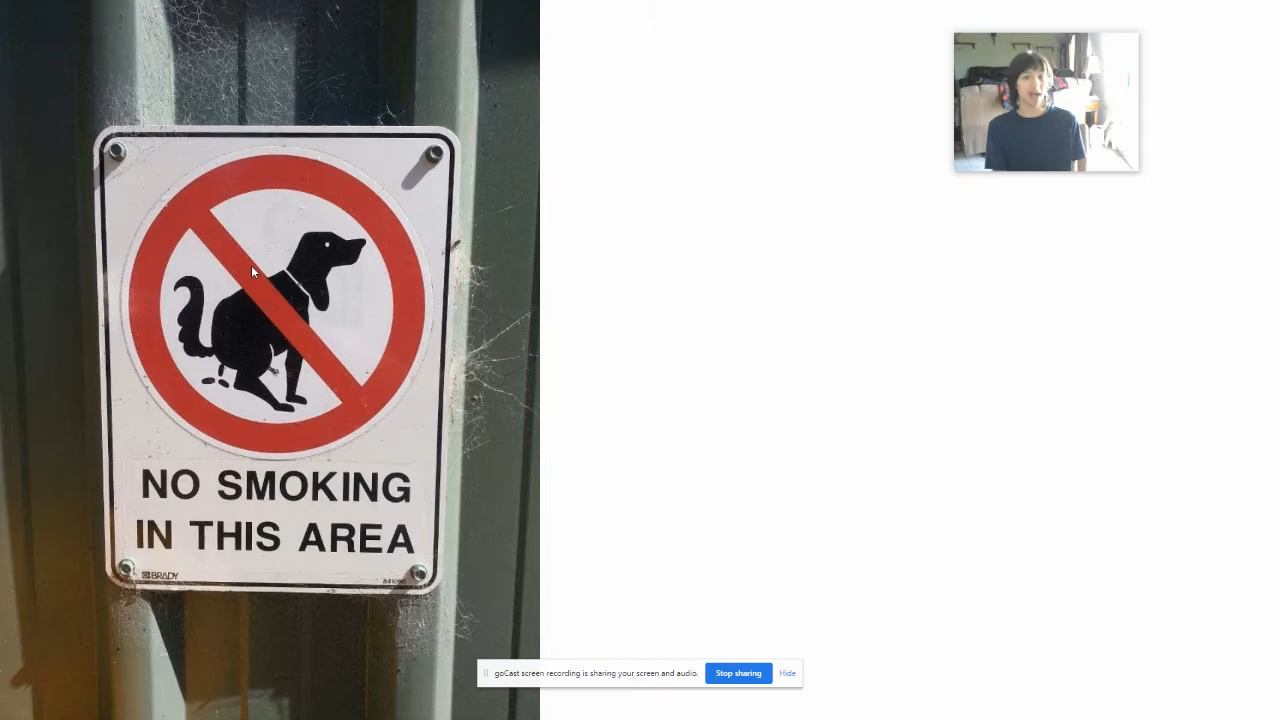 NO SMOKING
IN THIS AREA
BRADY
goCast screen recording is sharing your screen and audio.
Stop sharing
Hide